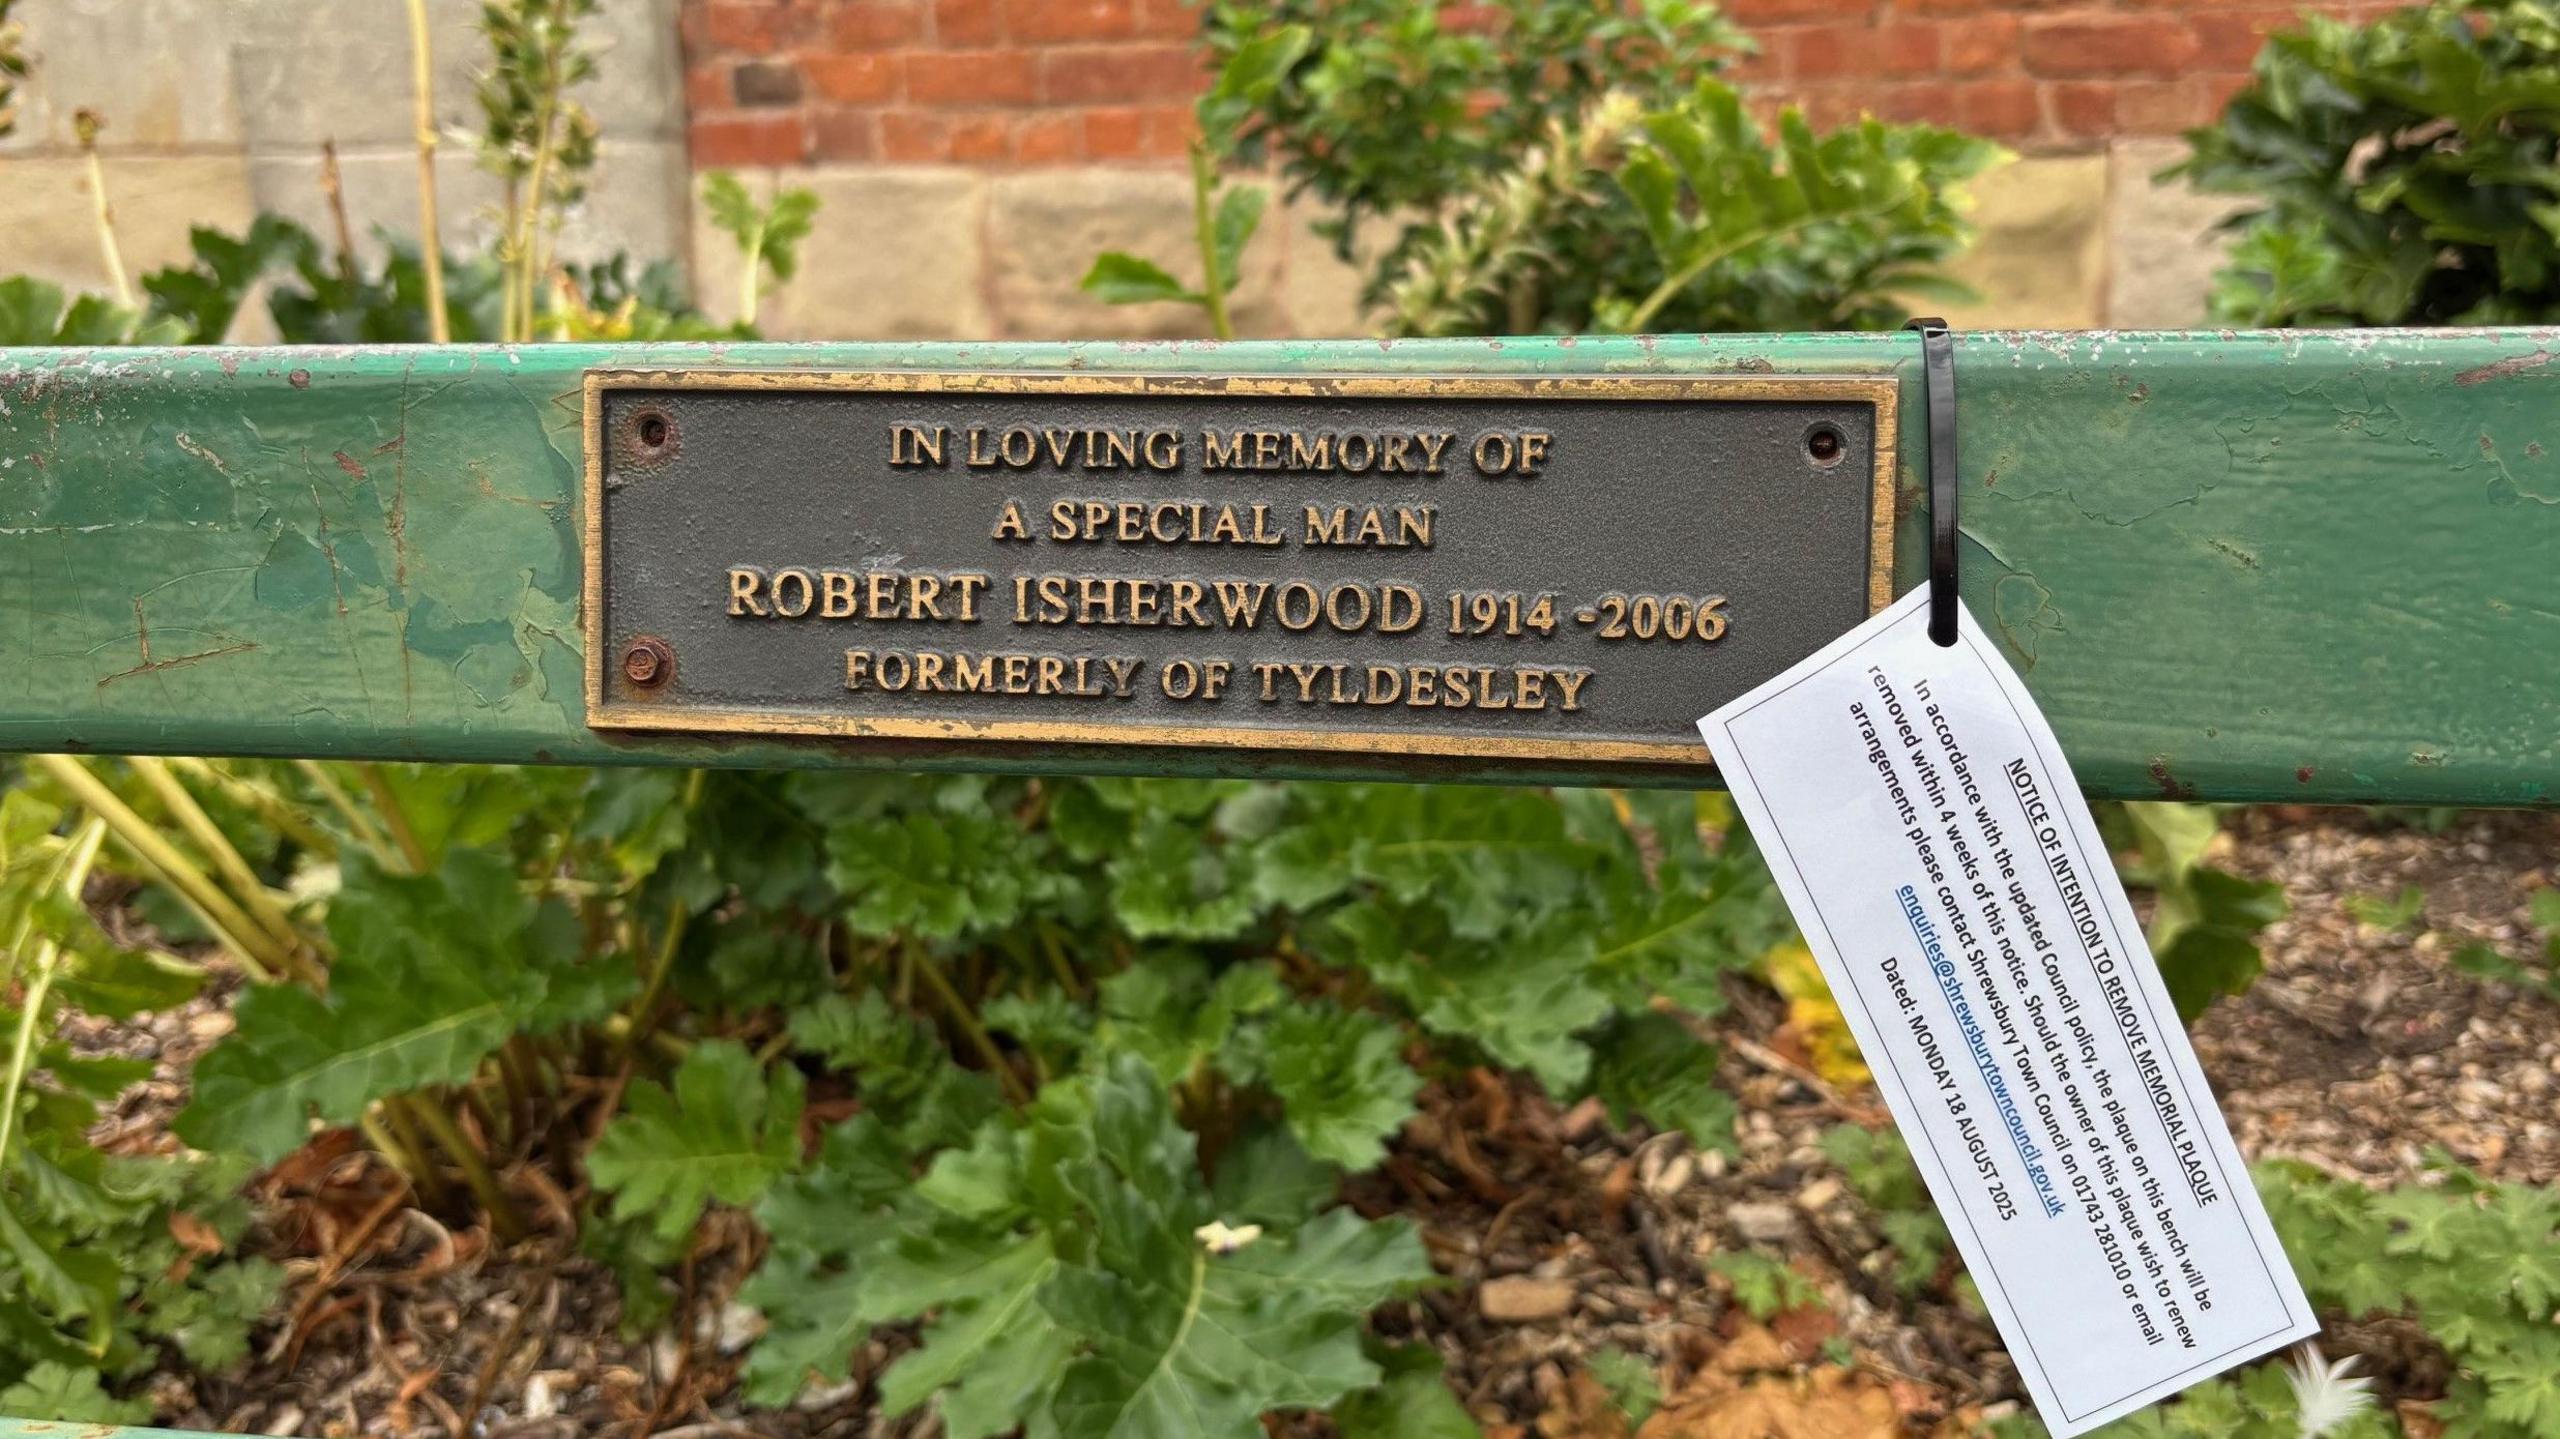 IN LOVING MEMORY OF
A SPECIAL MAN
ROBERT ISHERWOOD 1914 -2006
FORMERLY OF TYLDESLEY
NOTICE OF INTENTION TO REMOVE MEMORIAL PLAQUE
In accordance with the updated Council policy, the plaque on this bench will be
removed within 4 weeks of this notice. Should the owner of this plaque wish to renew
arrangements please contact Shrewsbury Town Council on 01743 281010 or email
enquiries@shrewsburytowncouncil.gov.uk
Dated: MONDAY 18 AUGUST 2025